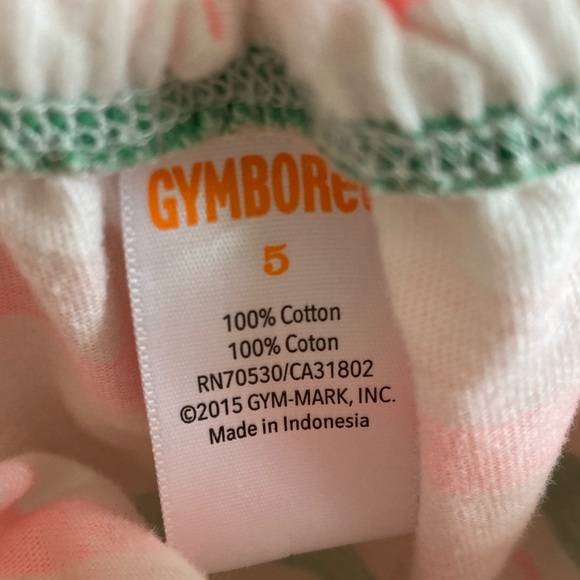 GYMBOREE
5
100% Cotton
100% Coton
RN70530/CA31802
©2015 GYM-MARK, INC.
Made in Indonesia